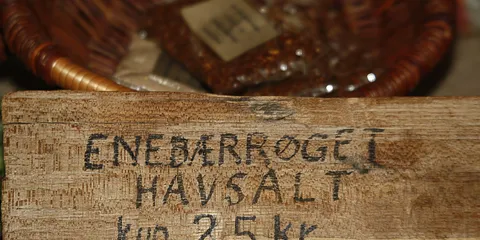 ENEBÆRRØGET
HAVSALT
kun 25 kr